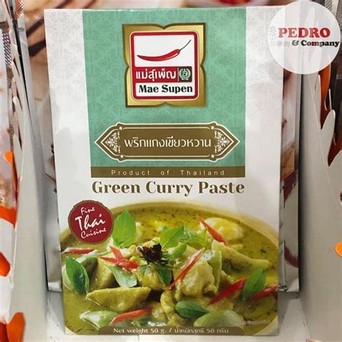 PEDRO
& Company
แม่สุเพ็ญ
Mae Supen
พริกแกงเขียวหวาน
Product of Thailand
Green Curry Paste
Fine
Thai
Cuisine
Net weight 50 g. / น้ำหนักสุทธิ 50 กรัม